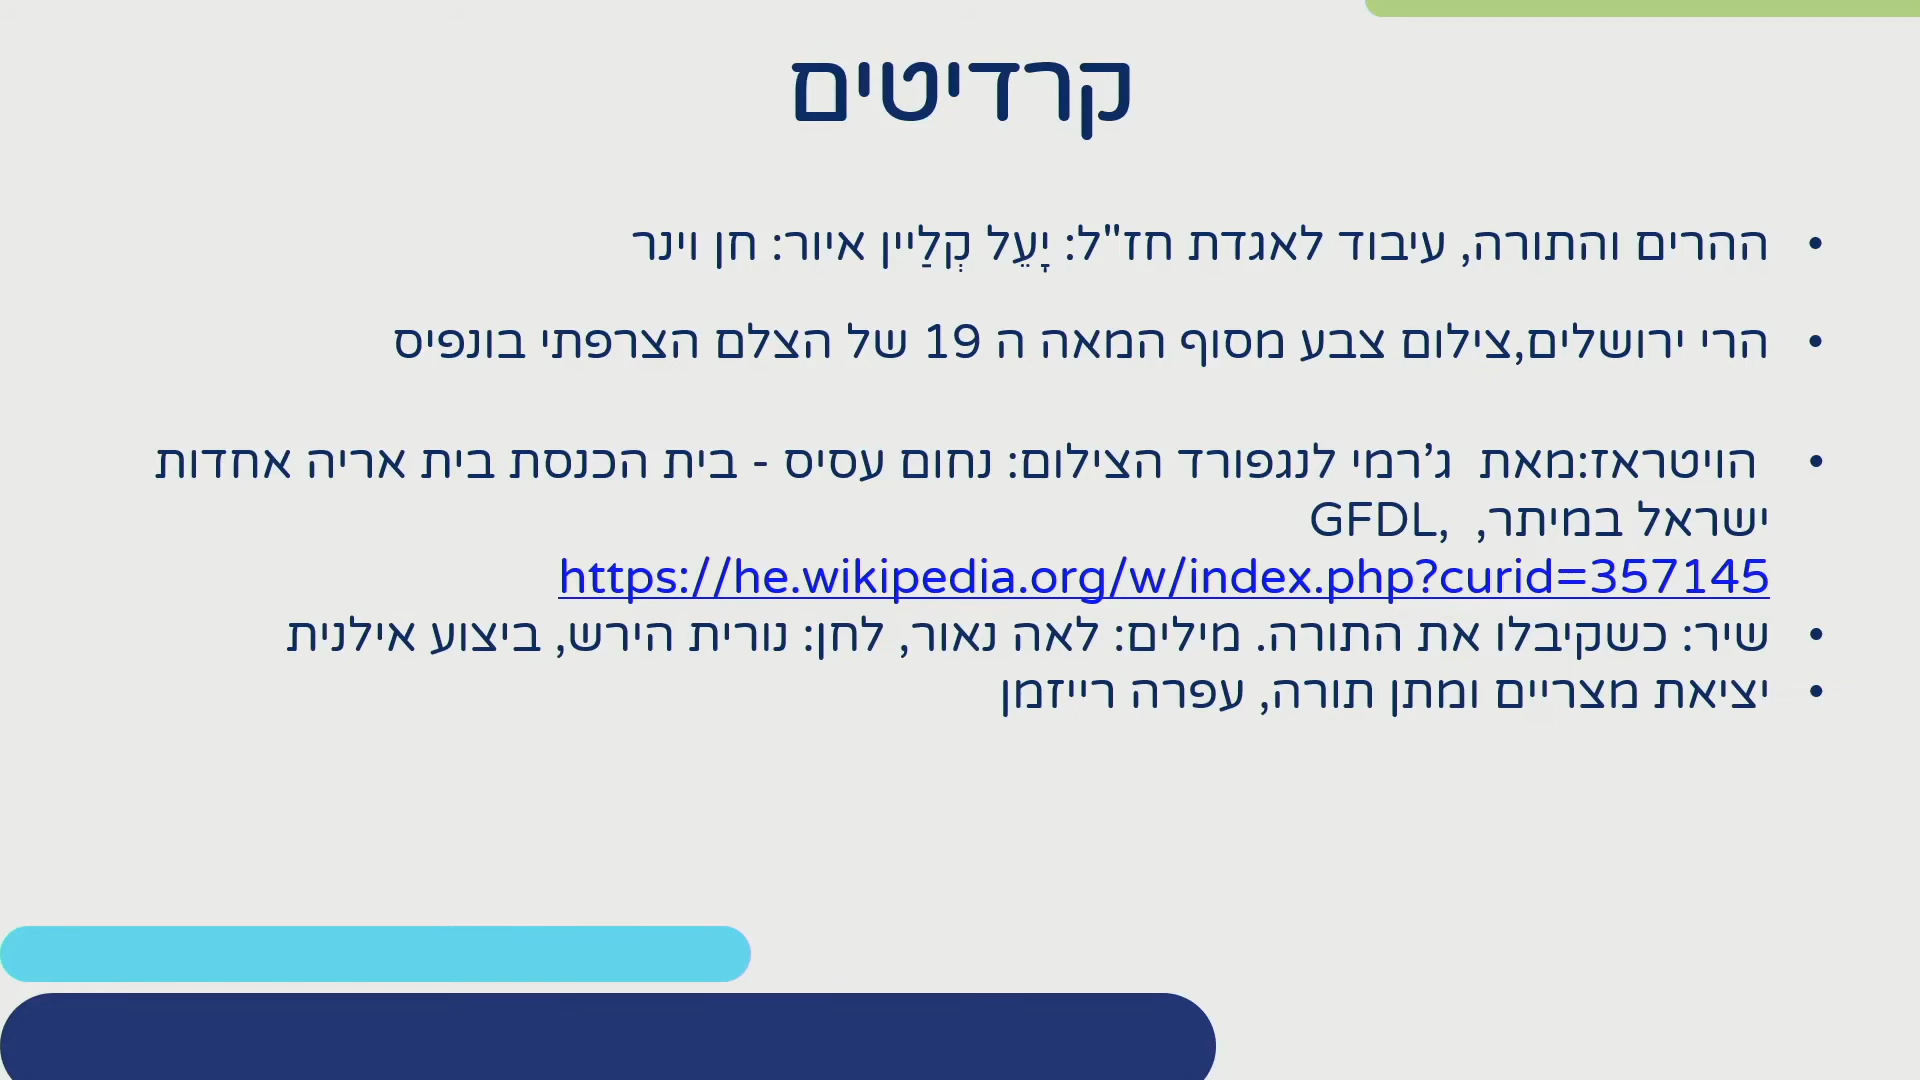 קרדיטים
• ההרים והתורה, עיבוד לאגדת חז"ל: יָעֵל קְלַיין איור: חן וינר
• הרי ירושלים,צילום צבע מסוף המאה ה 19 של הצלם הצרפתי בונפיס
• הויטראז:מאת ג'רמי לנגפורד הצילום: נחום עסיס - בית הכנסת בית אריה אחדות
ישראל במיתר, GFDL,
https://he.wikipedia.org/w/index.php?curid=357145
• שיר: כשקיבלו את התורה. מילים: לאה נאור, לחן: נורית הירש, ביצוע אילנית
• יציאת מצריים ומתן תורה, עפרה רייזמן